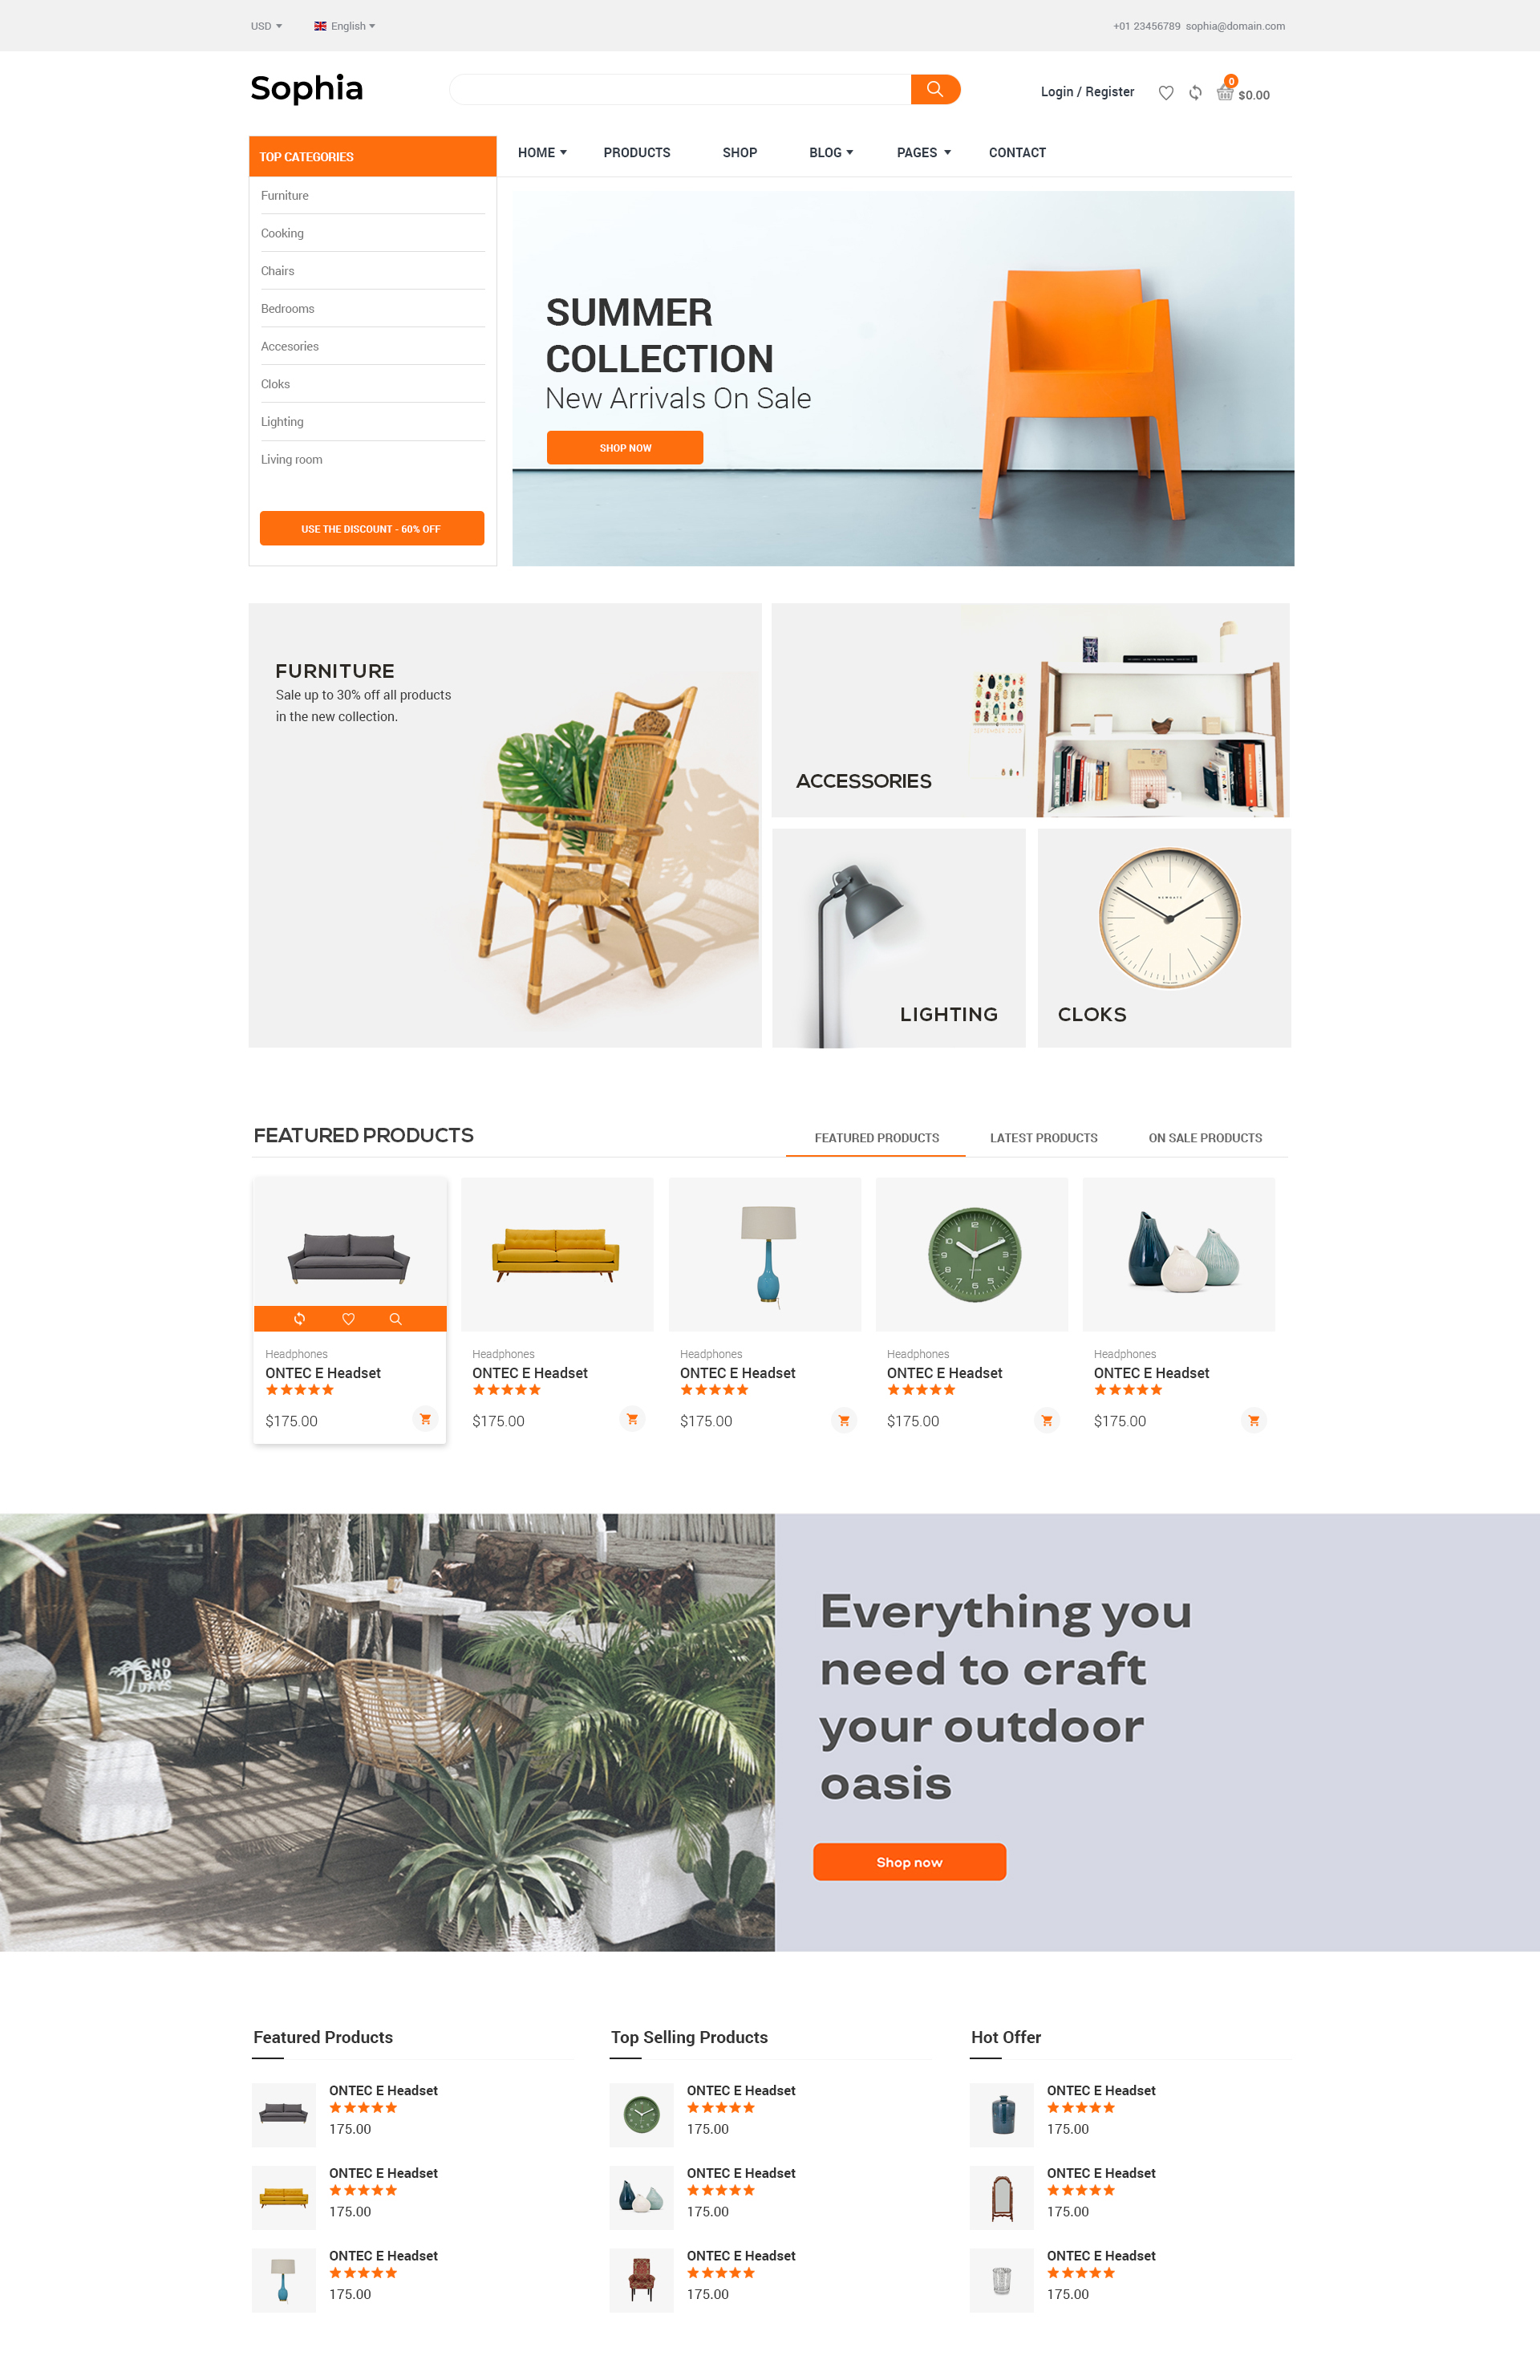 USD
English
+01 23456789 sophia@domain.com
Sophia
Login / Register
0
$0.00
TOP CATEGORIES
HOME
PRODUCTS
SHOP
BLOG
PAGES
CONTACT
Furniture
Cooking
Chairs
Bedrooms
Accesories
Cloks
Lighting
Living room
USE THE DISCOUNT - 60% OFF
SUMMER
COLLECTION
New Arrivals On Sale
SHOP NOW
FURNITURE
Sale up to 30% off all products
in the new collection.
ACCESSORIES
LIGHTING
NEWGATE
CLOKS
FEATURED PRODUCTS
FEATURED PRODUCTS
LATEST PRODUCTS
ON SALE PRODUCTS
Headphones
ONTEC E Headset
$175.00
Headphones
ONTEC E Headset
$175.00
Headphones
ONTEC E Headset
$175.00
Headphones
ONTEC E Headset
$175.00
Headphones
ONTEC E Headset
$175.00
NO
BAD
DAYS
Everything you
need to craft
your outdoor
oasis
Shop now
Featured Products
ONTEC E Headset
175.00
ONTEC E Headset
175.00
ONTEC E Headset
175.00
Top Selling Products
ONTEC E Headset
175.00
ONTEC E Headset
175.00
ONTEC E Headset
175.00
Hot Offer
ONTEC E Headset
175.00
ONTEC E Headset
175.00
ONTEC E Headset
175.00